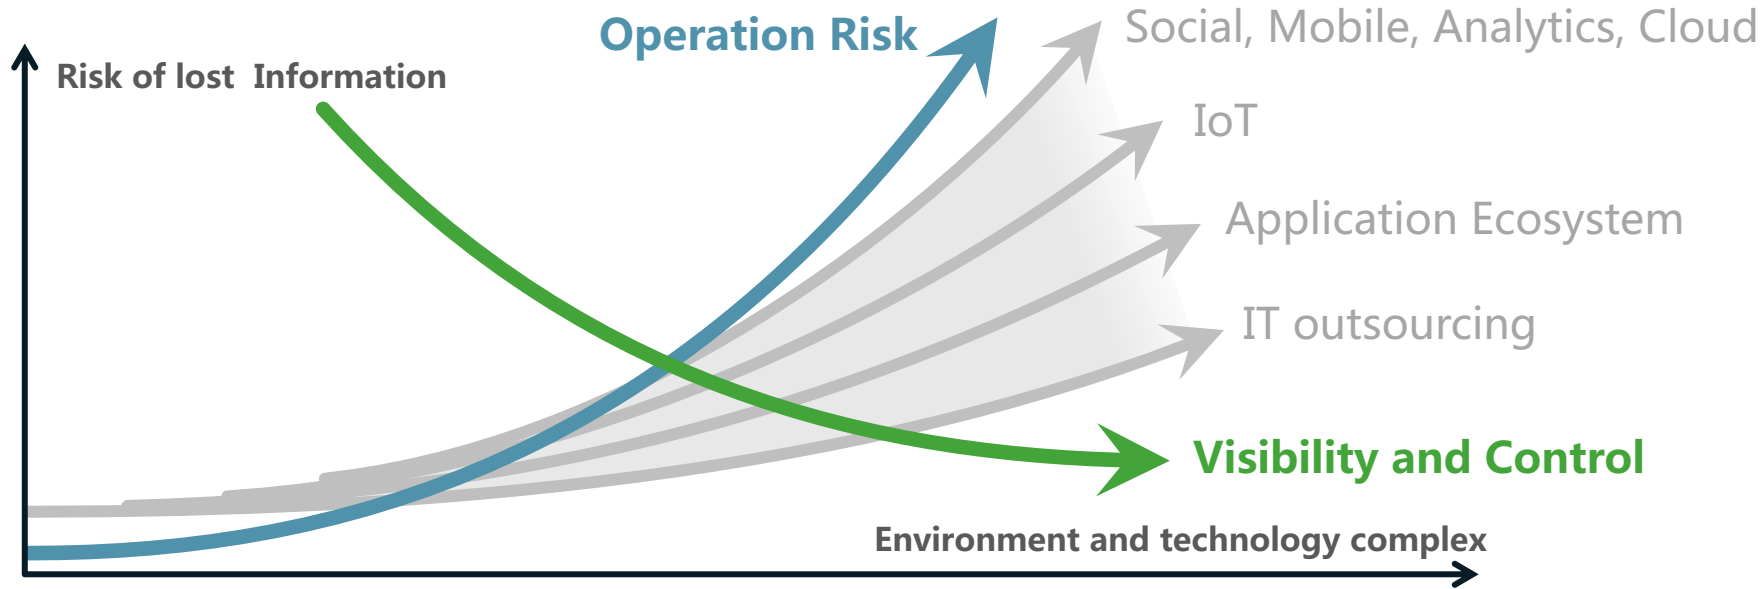 Operation Risk
Social, Mobile, Analytics, Cloud
Risk of lost  Information
IoT
Application Ecosystem
IT outsourcing
Visibility and Control
Environment and technology complex